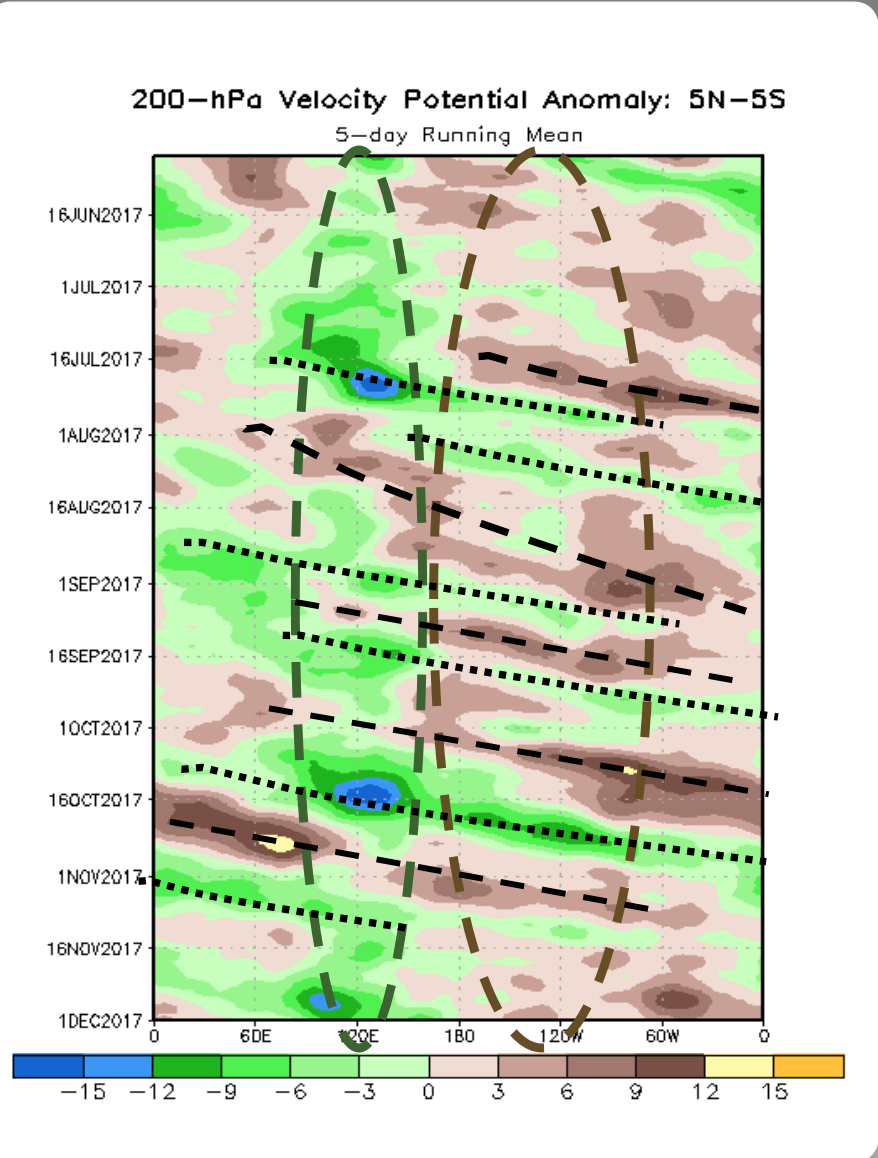 200-hPa Velocity Potential Anomaly: 5N-5S
5-day Running Mean
16JUN2017
1JUL2017
16JUL2017
1AUG2017
16AUG2017
1SEP2017
16SEP2017
1OCT2017
16OCT2017
1NOV2017
16NOV2017
1DEC2017
0 60E 120E 180 120W 60W 0
-15 -12 -9 -6 -3 0 3 6 9 12 15